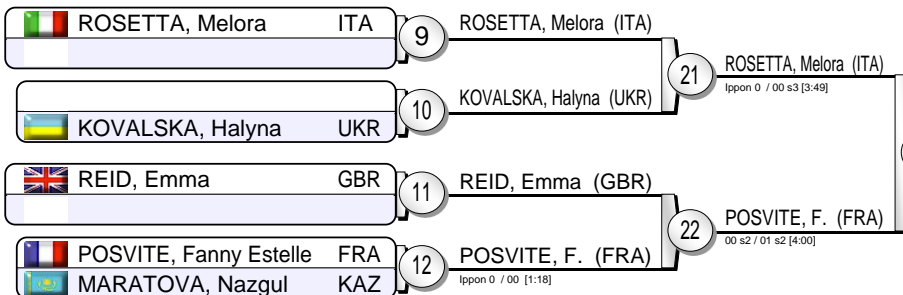 ROSETTA, Melora ITA
9
ROSETTA, Melora (ITA)
21
ROSETTA, Melora (ITA)
Ippon 0 / 00 s3 [3:49]
10
KOVALSKA, Halyna (UKR)
KOVALSKA, Halyna UKR
REID, Emma GBR
11
REID, Emma (GBR)
22
POSVITE, F. (FRA)
00 s2 / 01 s2 [4:00]
POSVITE, Fanny Estelle FRA
12
POSVITE, F. (FRA)
Ippon 0 / 00 [1:18]
MARATOVA, Nazgul KAZ